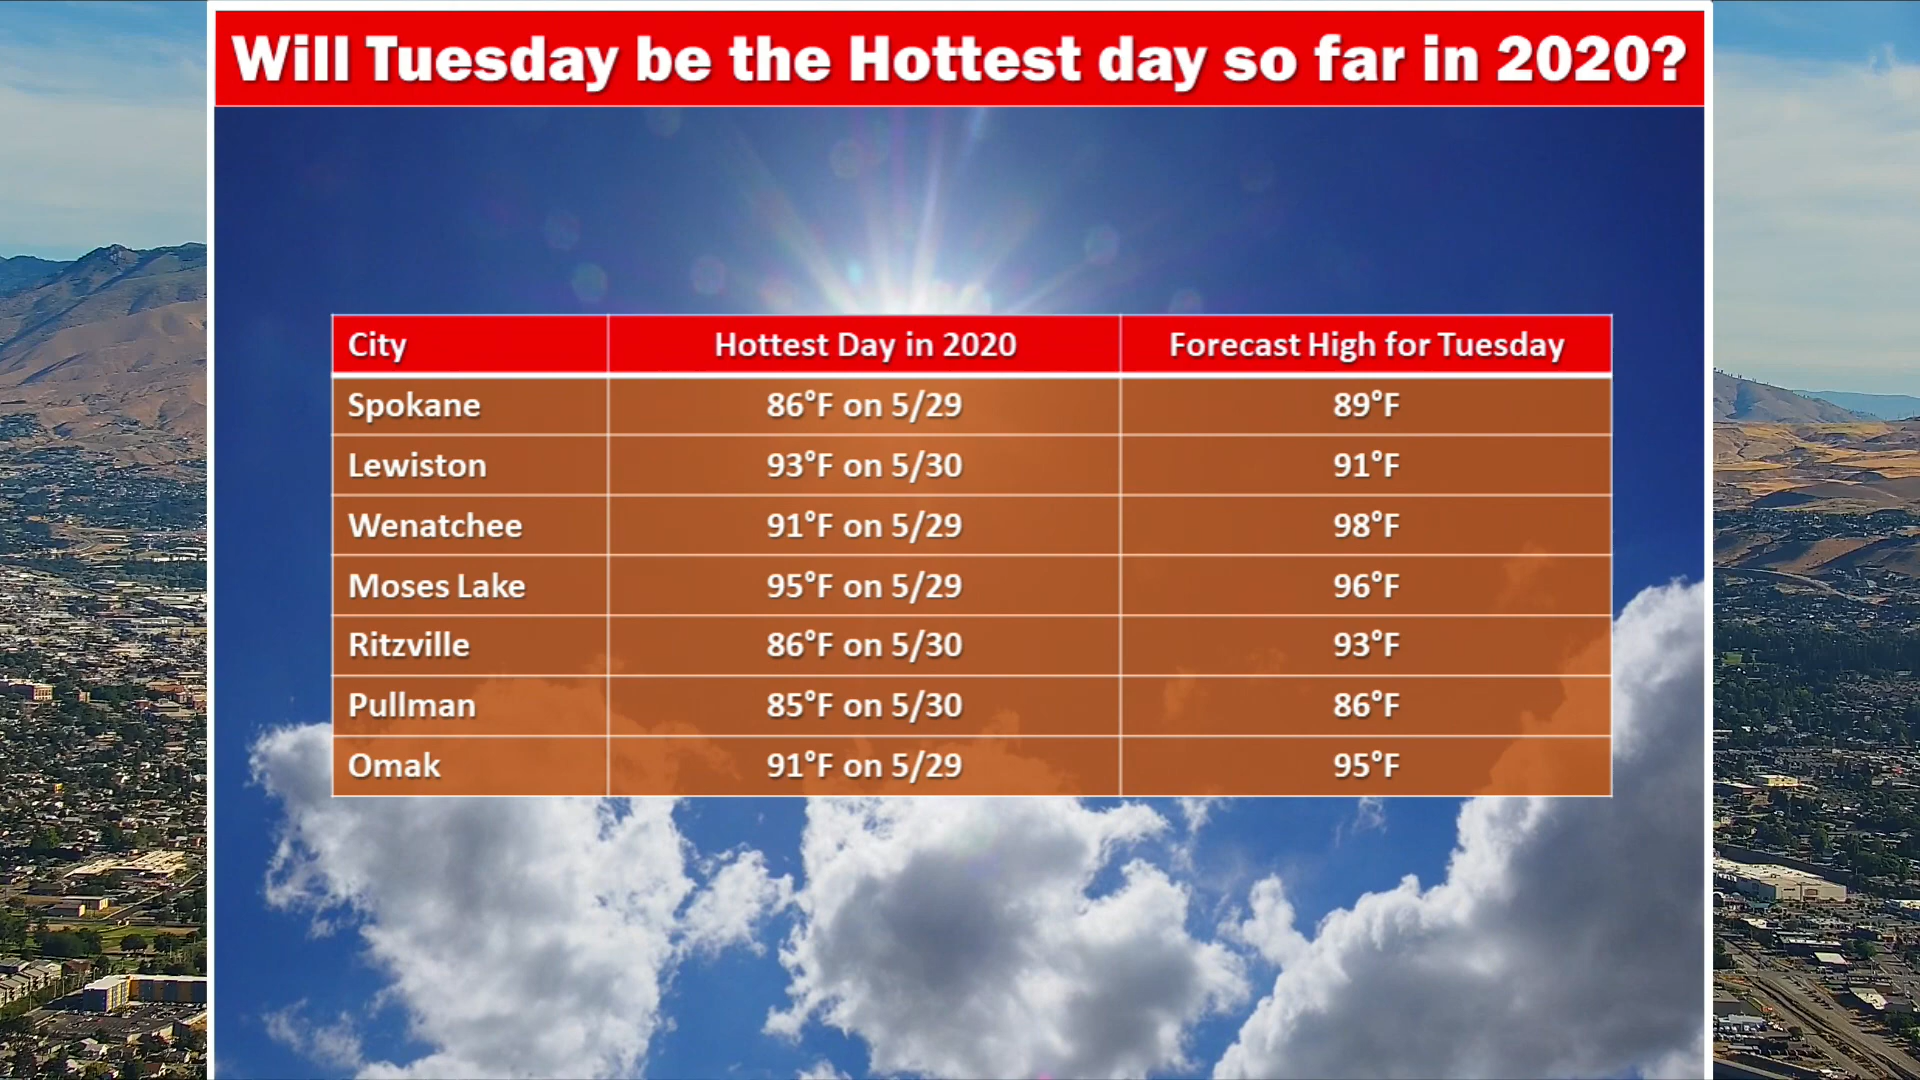 Will Tuesday be the Hottest day so far in 2020?
City Hottest Day in 2020 Forecast High for Tuesday
Spokane 86°F on 5/29 89°F
Lewiston 93°F on 5/30 91°F
Wenatchee 91°F on 5/29 98°F
Moses Lake 95°F on 5/29 96°F
Ritzville 86°F on 5/30 93°F
Pullman 85°F on 5/30 86°F
Omak 91°F on 5/29 95°F